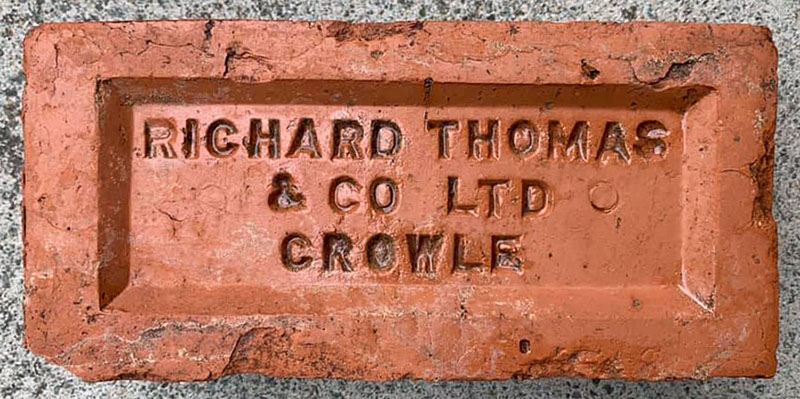 RICHARD THOMAS
& CO LTD
CROWLE